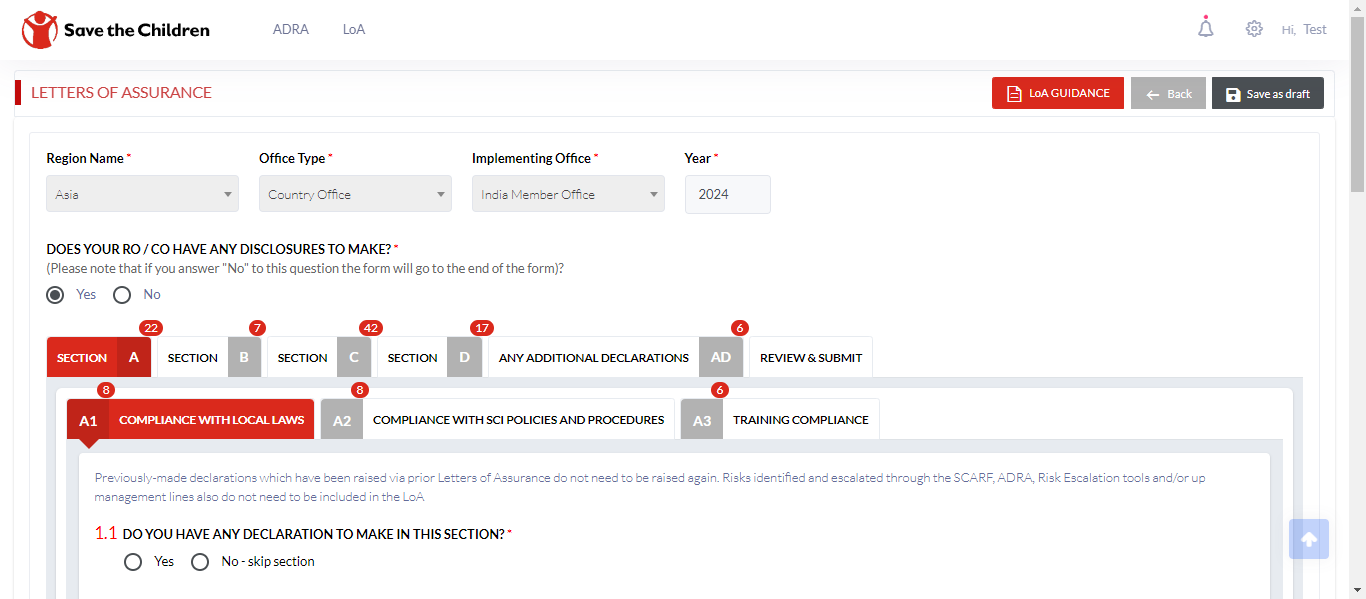 Save the Children ADRA LoA Hi, Test
LETTERS OF ASSURANCE LoA GUIDANCE Back Save as draft
Region Name * Office Type * Implementing Office * Year *
Asia Country Office India Member Office 2024
DOES YOUR RO / CO HAVE ANY DISCLOSURES TO MAKE? *
(Please note that if you answer "No" to this question the form will go to the end of the form)?
Yes No
22 7 42 17 6
SECTION A SECTION B SECTION C SECTION D ANY ADDITIONAL DECLARATIONS AD REVIEW & SUBMIT
8 8 6
A1 COMPLIANCE WITH LOCAL LAWS A2 COMPLIANCE WITH SCI POLICIES AND PROCEDURES A3 TRAINING COMPLIANCE
Previously-made declarations which have been raised via prior Letters of Assurance do not need to be raised again. Risks identified and escalated through the SCARF, ADRA, Risk Escalation tools and/or up
management lines also do not need to be included in the LoA
1.1 DO YOU HAVE ANY DECLARATION TO MAKE IN THIS SECTION? *
Yes No - skip section